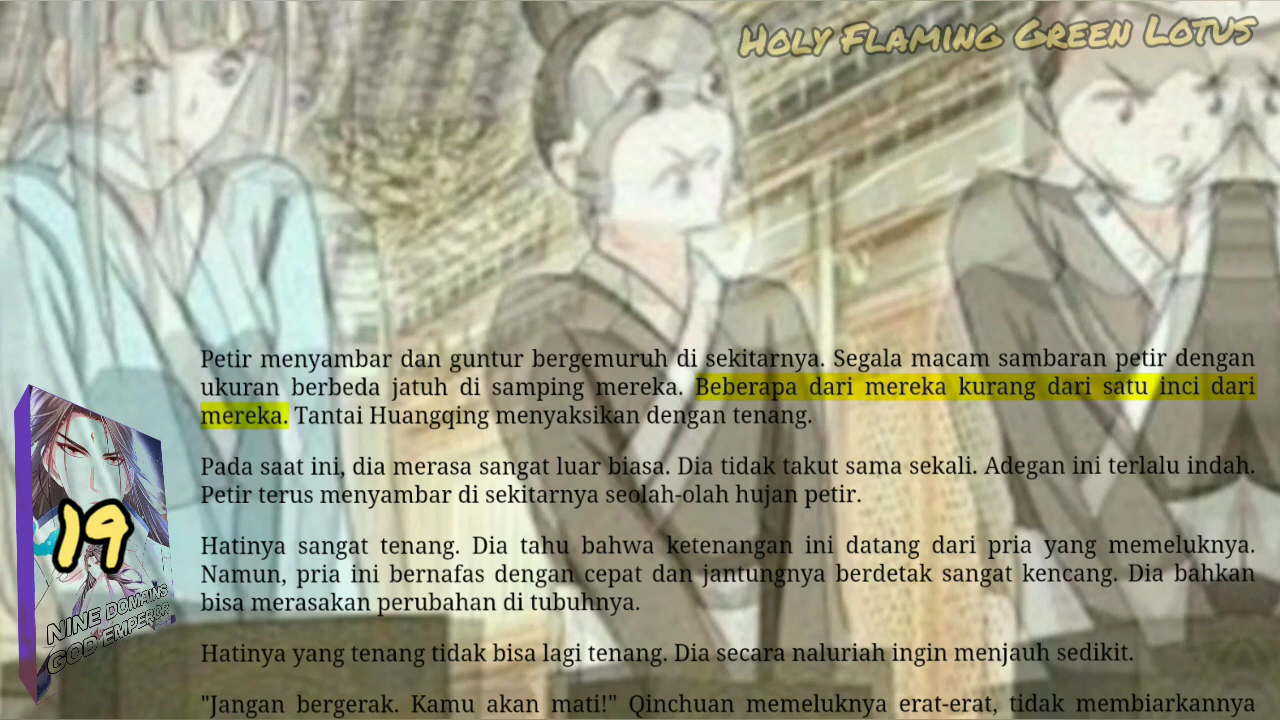 Holy Flaming Green Lotus
Petir menyambar dan guntur bergemuruh di sekitarnya. Segala macam sambaran petir dengan
ukuran berbeda jatuh di samping mereka. Beberapa dari mereka kurang dari satu inci dari
mereka. Tantai Huangqing menyaksikan dengan tenang.
Pada saat ini, dia merasa sangat luar biasa. Dia tidak takut sama sekali. Adegan ini terlalu indah.
Petir terus menyambar di sekitarnya seolah-olah hujan petir.
Hatinya sangat tenang. Dia tahu bahwa ketenangan ini datang dari pria yang memeluknya.
Namun, pria ini bernafas dengan cepat dan jantungnya berdetak sangat kencang. Dia bahkan
bisa merasakan perubahan di tubuhnya.
Hatinya yang tenang tidak bisa lagi tenang. Dia secara naluriah ingin menjauh sedikit.
"Jangan bergerak. Kamu akan mati!" Qinchuan memeluknya erat-erat, tidak membiarkannya
19
NINE DOMAINS
GOD EMPEROR